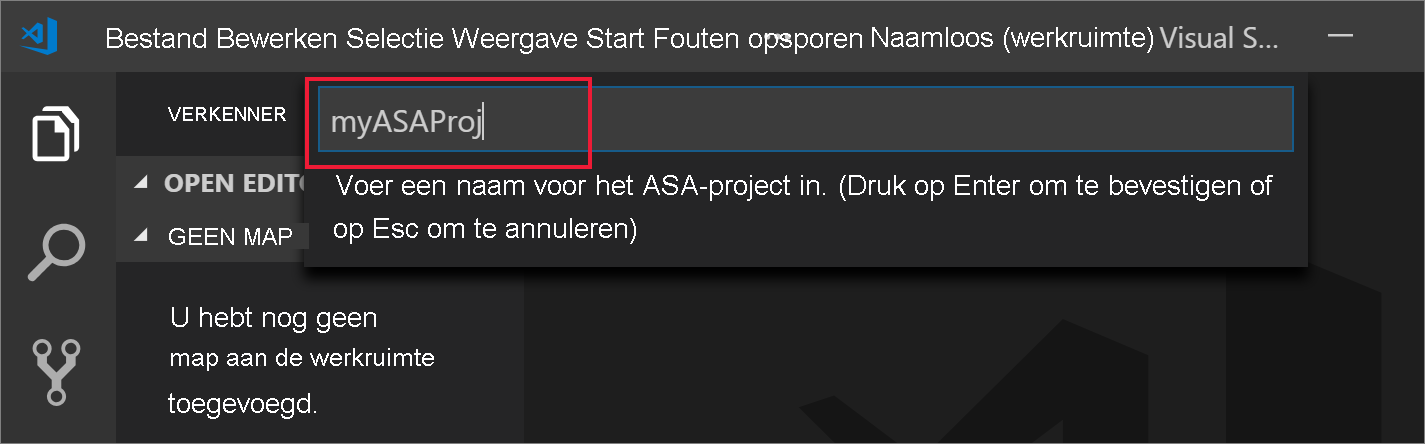 Bestand Bewerken Selectie Weergave Start Fouten opsporen Naamloos (werkruimte) Visual S...
VERKENNER
myASAProj
Voer een naam voor het ASA-project in. (Druk op Enter om te bevestigen of
op Esc om te annuleren)
OPEN EDITO
GEEN MAP
U hebt nog geen
map aan de werkruimte
toegevoegd.